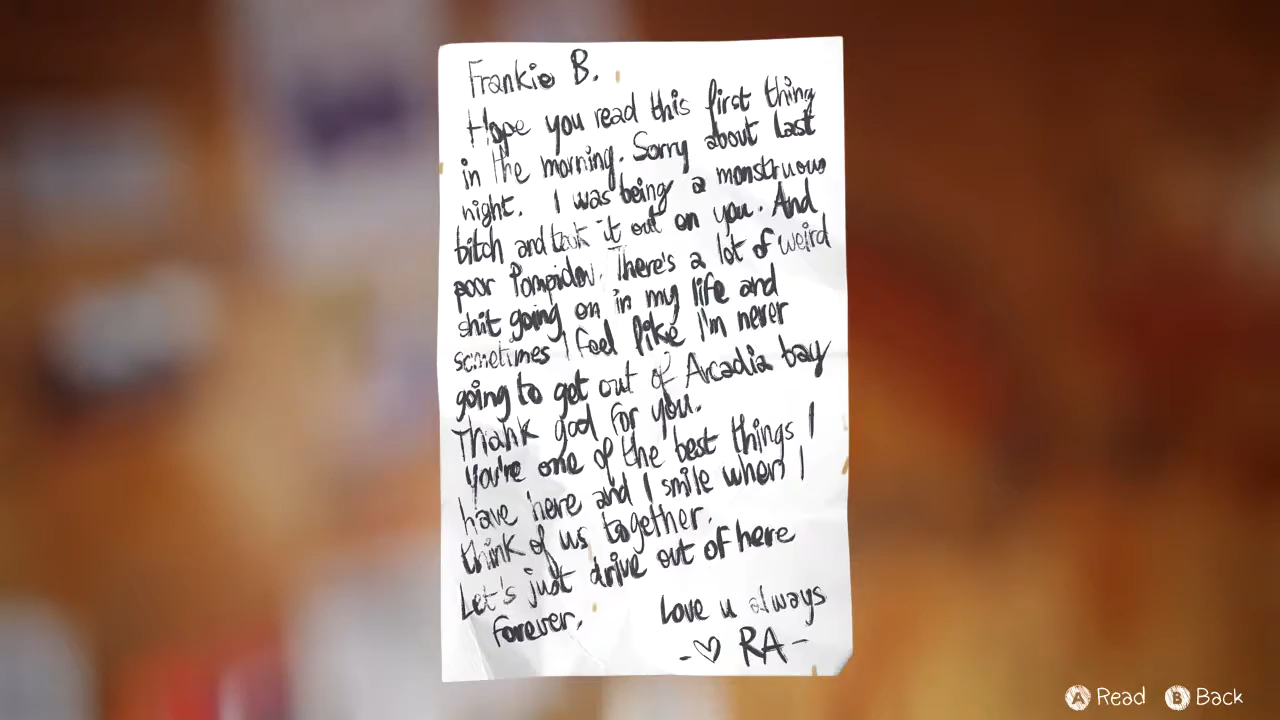 Frankie B.
Hope you read this first thing
in the morning. Sorry about last
night. I was being a monstruous
bitch and took it out on you. And
poor Pompidou. There's a lot of weird
shit going on in my life and
sometimes I feel like I'm never
going to get out of Arcadia bay
Thank god for you.
You're one of the best things I
have here and I smile when I
think of us together.
Let's just drive out of here
forever.
Love u always
-♡ RA-
A Read B Back